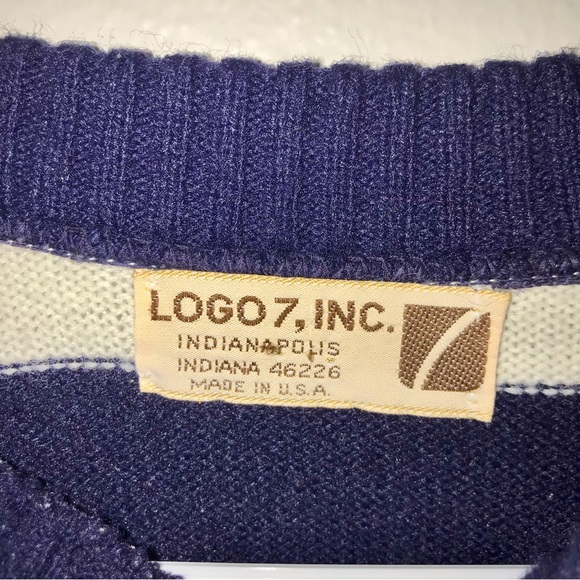 LOGO 7, INC.
INDIANAPOLIS
INDIANA 46226
MADE IN U.S.A.